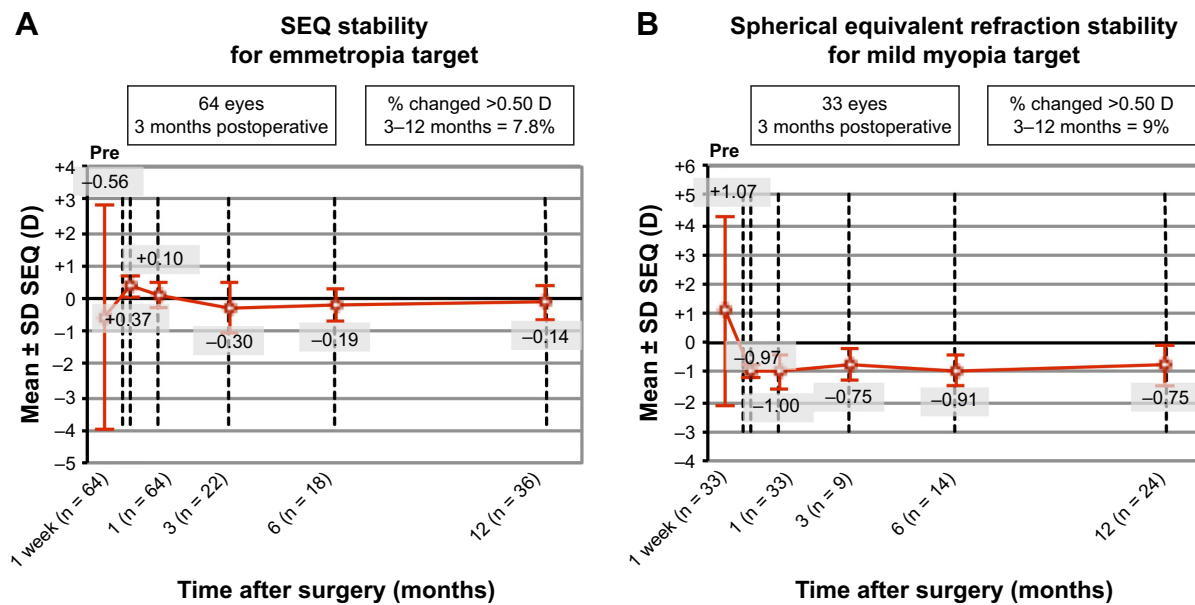 A
SEQ stability
for emmetropia target
64 eyes
3 months postoperative
% changed >0.50 D
3–12 months = 7.8%
Pre
Mean ± SD SEQ (D)
+4
+3
+2
+1
0
–1
–2
–3
–4
–5
–0.56
+0.37
+0.10
–0.30
–0.19
–0.14
1 week (n = 64)
1 (n = 64)
3 (n = 22)
6 (n = 18)
12 (n = 36)
Time after surgery (months)
B
Spherical equivalent refraction stability
for mild myopia target
33 eyes
3 months postoperative
% changed >0.50 D
3–12 months = 9%
Pre
Mean ± SD SEQ (D)
+6
+5
+4
+3
+2
+1
0
–1
–2
–3
–4
+1.07
–0.97
–1.00
–0.75
–0.91
–0.75
1 week (n = 33)
1 (n = 33)
3 (n = 9)
6 (n = 14)
12 (n = 24)
Time after surgery (months)